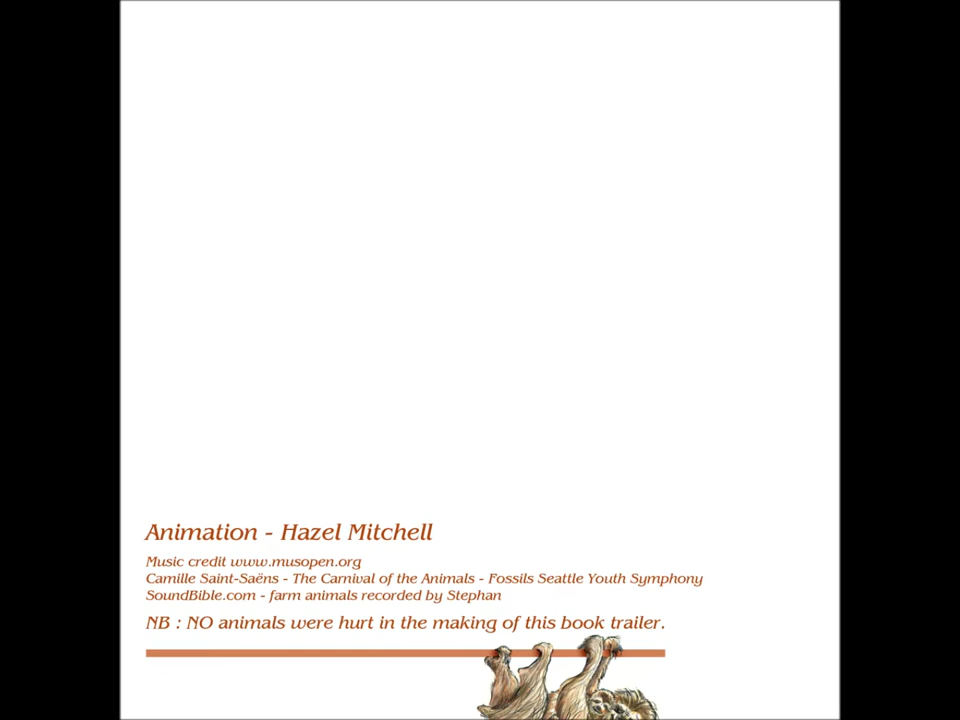 Animation - Hazel Mitchell
Music credit www.musopen.org
Camille Saint-Saëns - The Carnival of the Animals - Fossils Seattle Youth Symphony
SoundBible.com - farm animals recorded by Stephan
NB : NO animals were hurt in the making of this book trailer.